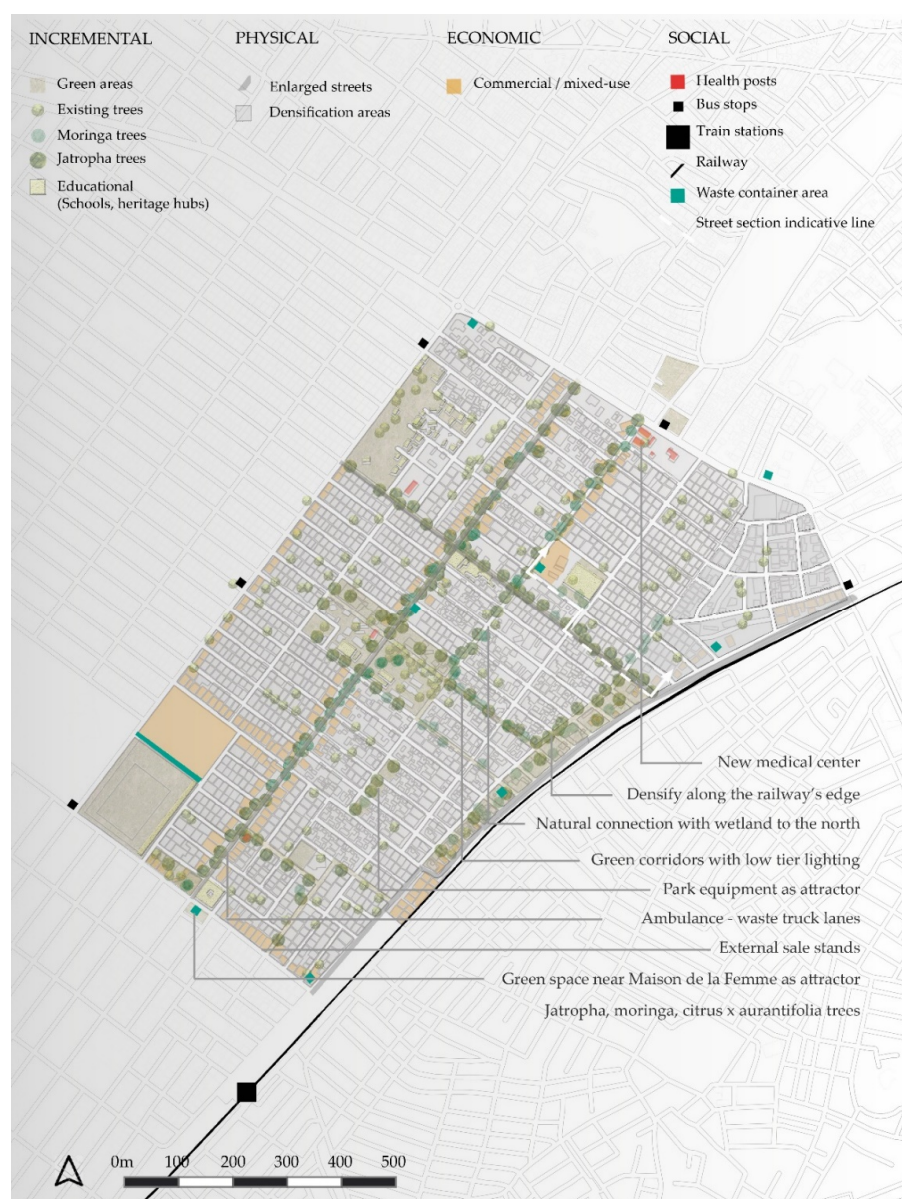 INCREMENTAL
Green areas
Existing trees
Moringa trees
Jatropha trees
Educational
(Schools, heritage hubs)
PHYSICAL
Enlarged streets
Densification areas
ECONOMIC
Commercial / mixed-use
SOCIAL
Health posts
Bus stops
Train stations
Railway
Waste container area
Street section indicative line
New medical center
Densify along the railway's edge
Natural connection with wetland to the north
Green corridors with low tier lighting
Park equipment as attractor
Ambulance - waste truck lanes
External sale stands
Green space near Maison de la Femme as attractor
Jatropha, moringa, citrus x aurantifolia trees
0m 100 200 300 400 500